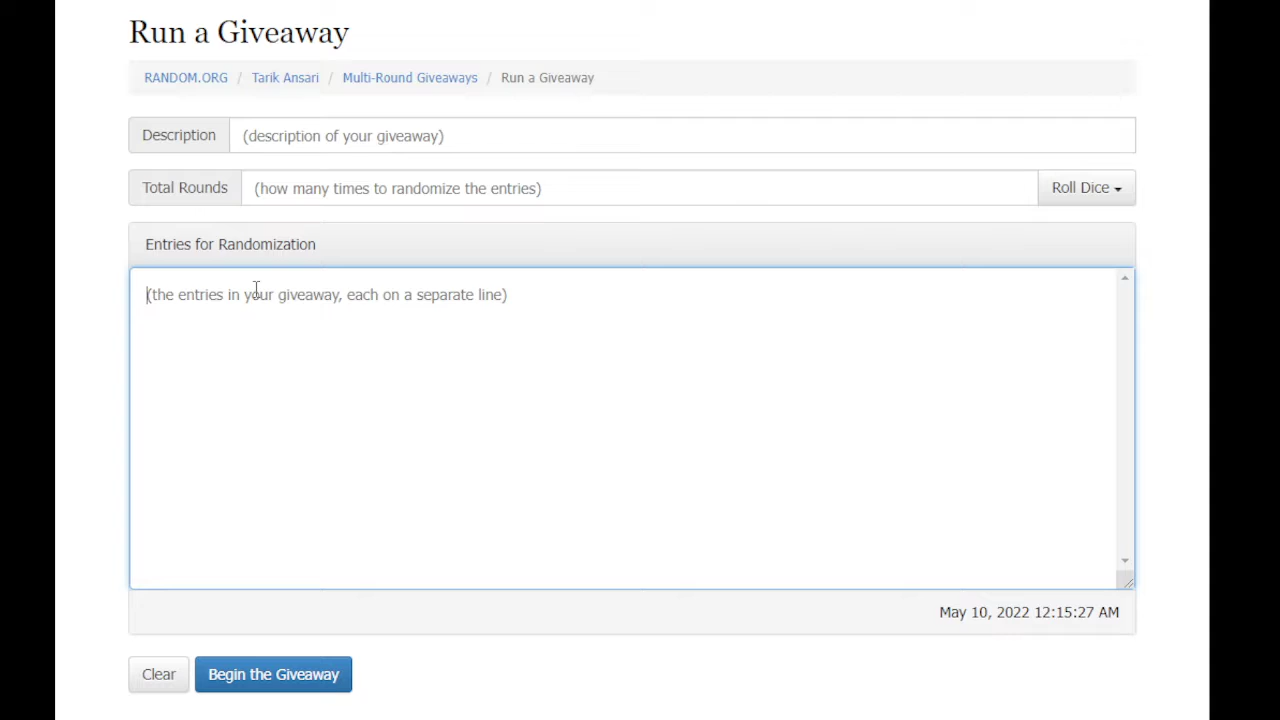 Run a Giveaway
RANDOM.ORG / Tarik Ansari / Multi-Round Giveaways / Run a Giveaway
Description (description of your giveaway)
Total Rounds (how many times to randomize the entries) Roll Dice
Entries for Randomization
(the entries in your giveaway, each on a separate line)
May 10, 2022 12:15:27 AM
Clear Begin the Giveaway